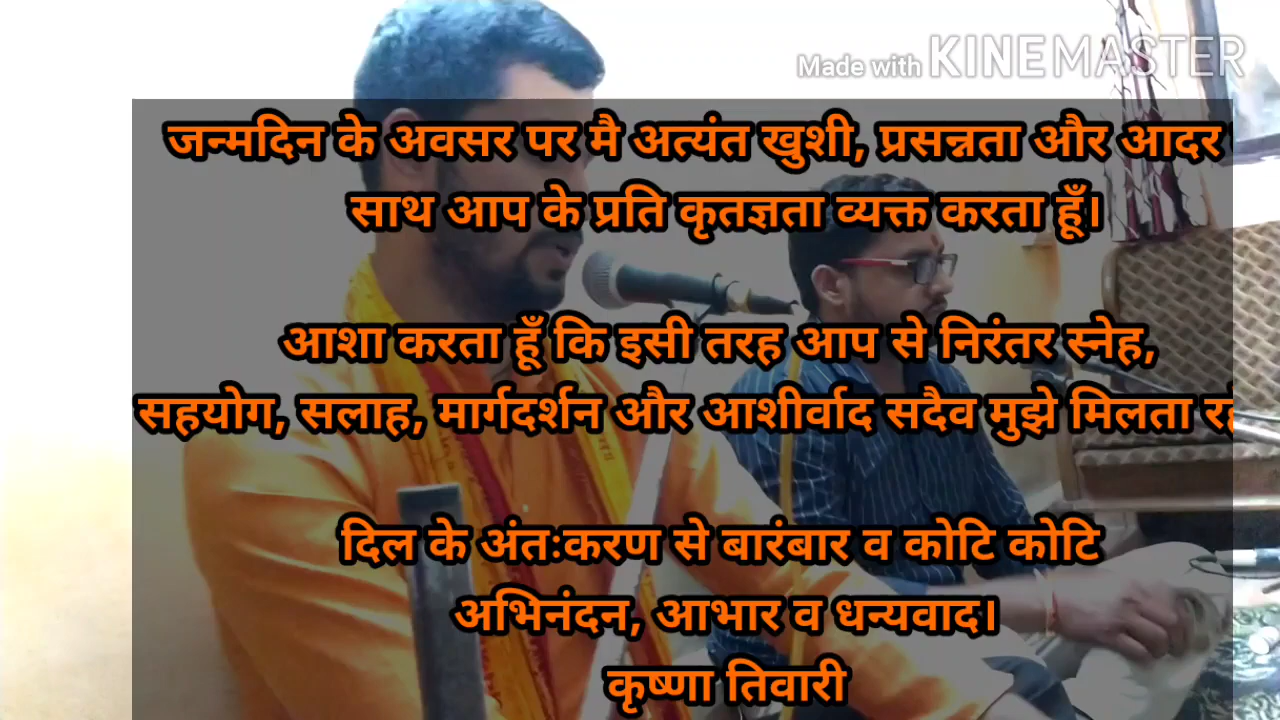 Made with KINEMASTER
जन्मदिन के अवसर पर मै अत्यंत खुशी, प्रसन्नता और आदर
साथ आप के प्रति कृतज्ञता व्यक्त करता हूँ।
आशा करता हूँ कि इसी तरह आप से निरंतर स्नेह,
सहयोग, सलाह, मार्गदर्शन और आशीर्वाद सदैव मुझे मिलता
दिल के अंतःकरण से बारंबार व कोटि कोटि
अभिनंदन, आभार व धन्यवाद।
कृष्णा तिवारी